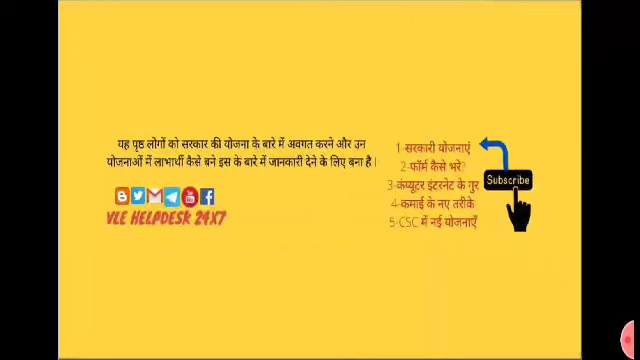 यह पृष्ठ लोगों को सरकार की योजना के बारे में अवगत करने और उन
योजनाओं में लाभार्थी कैसे बने इस के बारे में जानकारी देने के लिए बना है।
VLE HELPDESK 24X7
1-सरकारी योजनाएं
2-फॉर्म कैसे भरे?
3-कंप्यूटर इंटरनेट के गुर
4-कमाई के नए तरीके
5-CSC में नई योजनाएँ
Subscribe